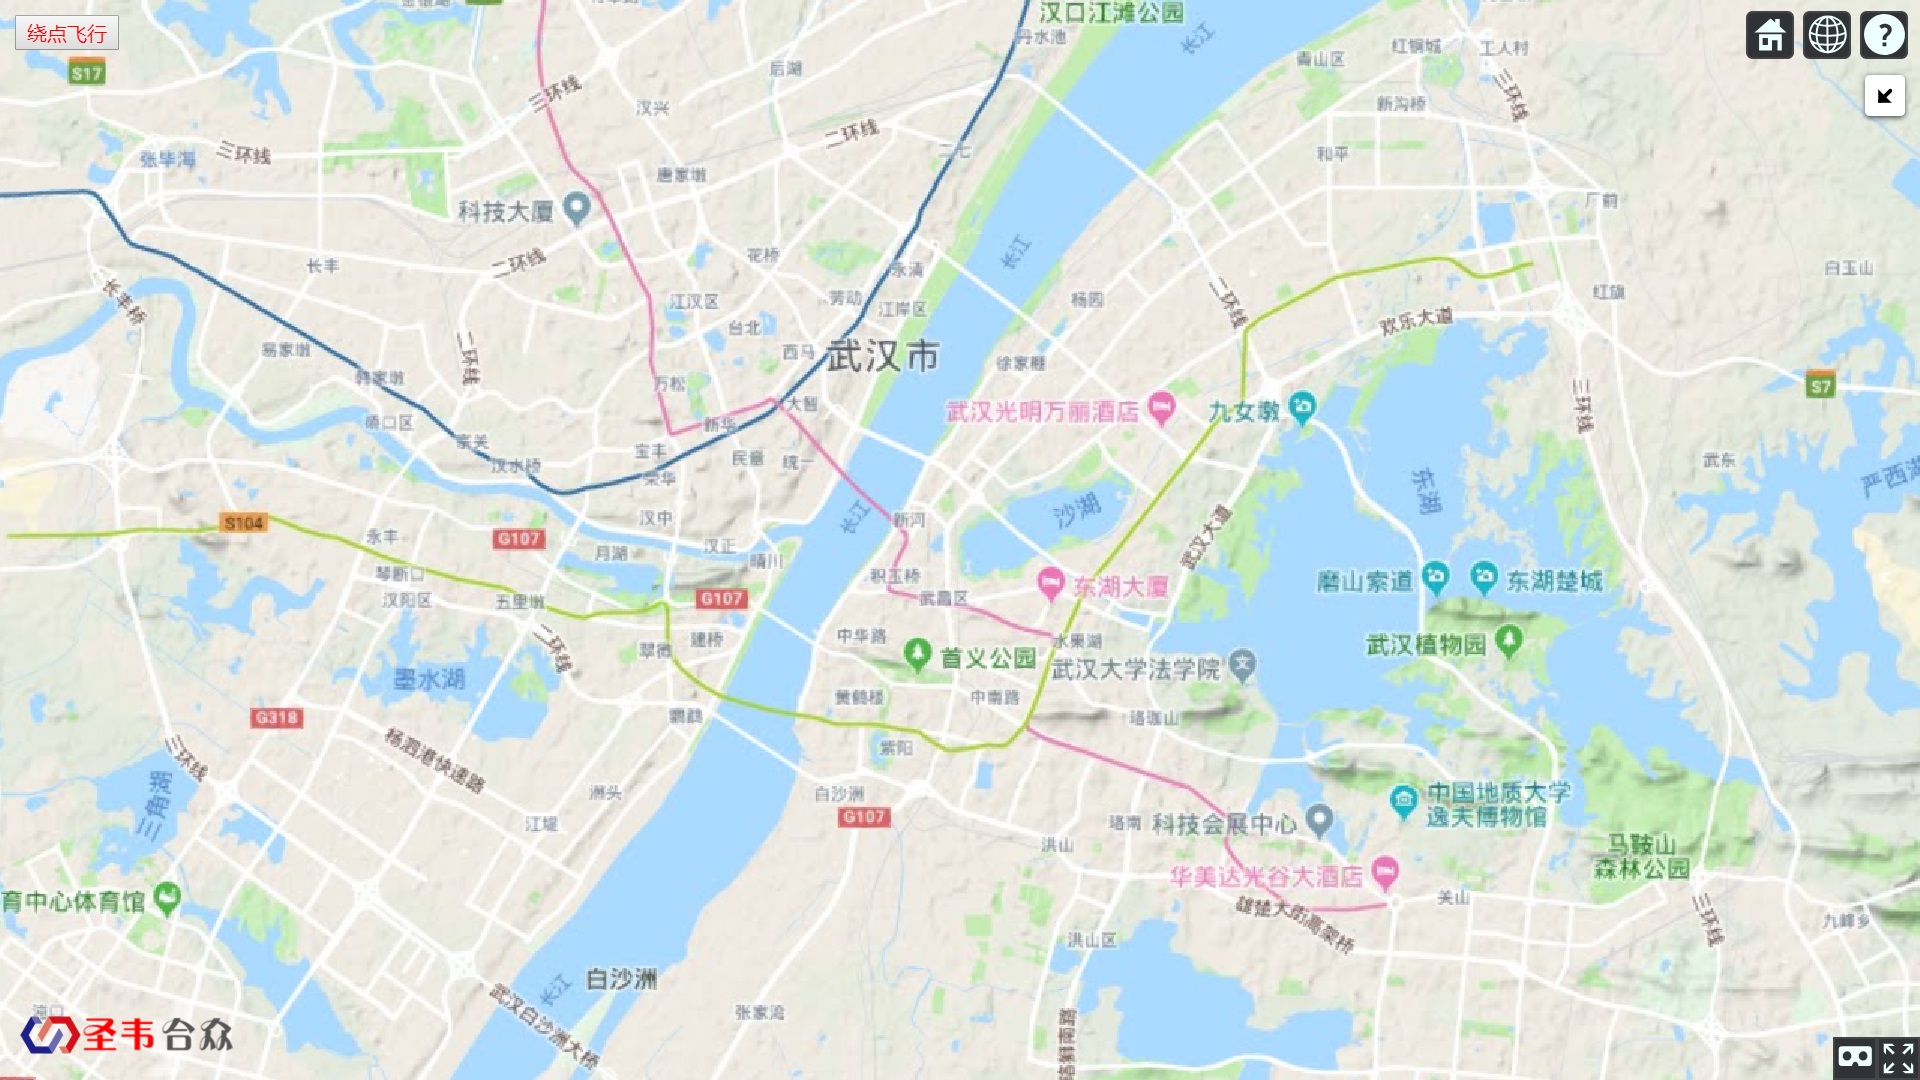 绕点飞行
S17
汉口江滩公园
丹水池
长江
红钢城
工人村
青山区
三环线
后湖
三环线
汉兴
新沟桥
二环线
三环线
张毕海
和平
唐家墩
厂前
科技大厦
花桥
长江
二环线
长丰
永清
白玉山
红旗
长丰桥
江汉区
劳动
江岸区
杨园
二环线
台北
欢乐大道
西马
武汉市
易家墩
二环线
徐家棚
韩家墩
万松
S7
大智
武汉光明万丽酒店
九女墩
三环线
硚口区
新华
宗关
宝丰
民意
统一
武东
汉水桥
荣华
东湖
严西湖
沙湖
汉中
长江
新河
S104
永丰
G107
武汉大道
月湖
汉正
晴川
琴断口
积玉桥
东湖大厦
磨山索道
东湖楚城
汉阳区
五里墩
G107
武昌区
二环线
建桥
中华路
水果湖
武汉植物园
翠微
首义公园
武汉大学法学院
墨水湖
黄鹤楼
中南路
G318
鹦鹉
珞珈山
杨泗港快速路
紫阳
三环线
三角湖
洲头
白沙洲
中国地质大学
逸夫博物馆
G107
江堤
珞南
科技会展中心
洪山
马鞍山
森林公园
华美达光谷大酒店
育中心体育馆
关山
雄楚大街高架桥
三环线
九峰乡
洪山区
白沙洲
长江
武汉白沙洲大桥
张家湾
圣韦合众